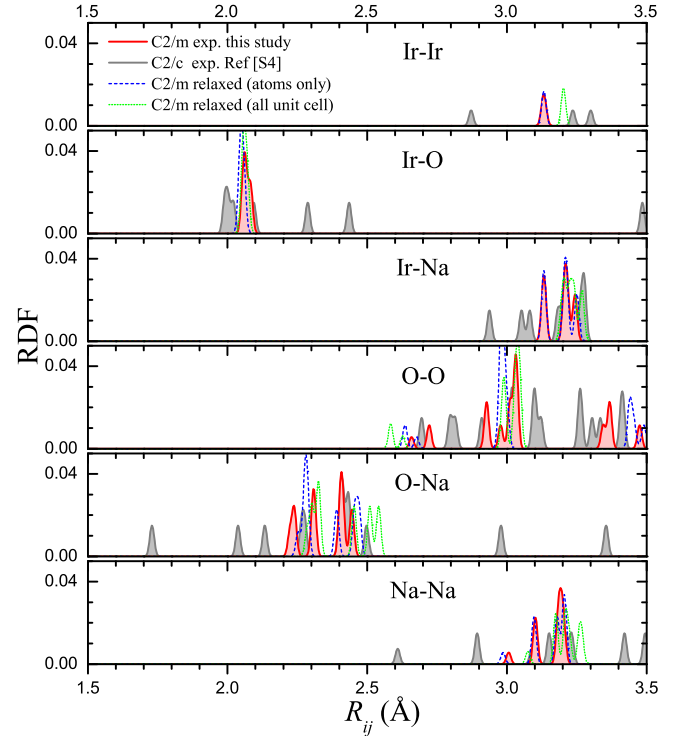 1.5 2.0 2.5 3.0 3.5
0.04
0.00
C2/m exp. this study
C2/c exp. Ref [S4]
C2/m relaxed (atoms only)
C2/m relaxed (all unit cell)
Ir-Ir
0.04
0.00
Ir-O
0.04
0.00
Ir-Na
RDF
0.04
0.00
O-O
0.04
0.00
O-Na
0.04
0.00
Na-Na
1.5 2.0 2.5 3.0 3.5
R_ij (Å)